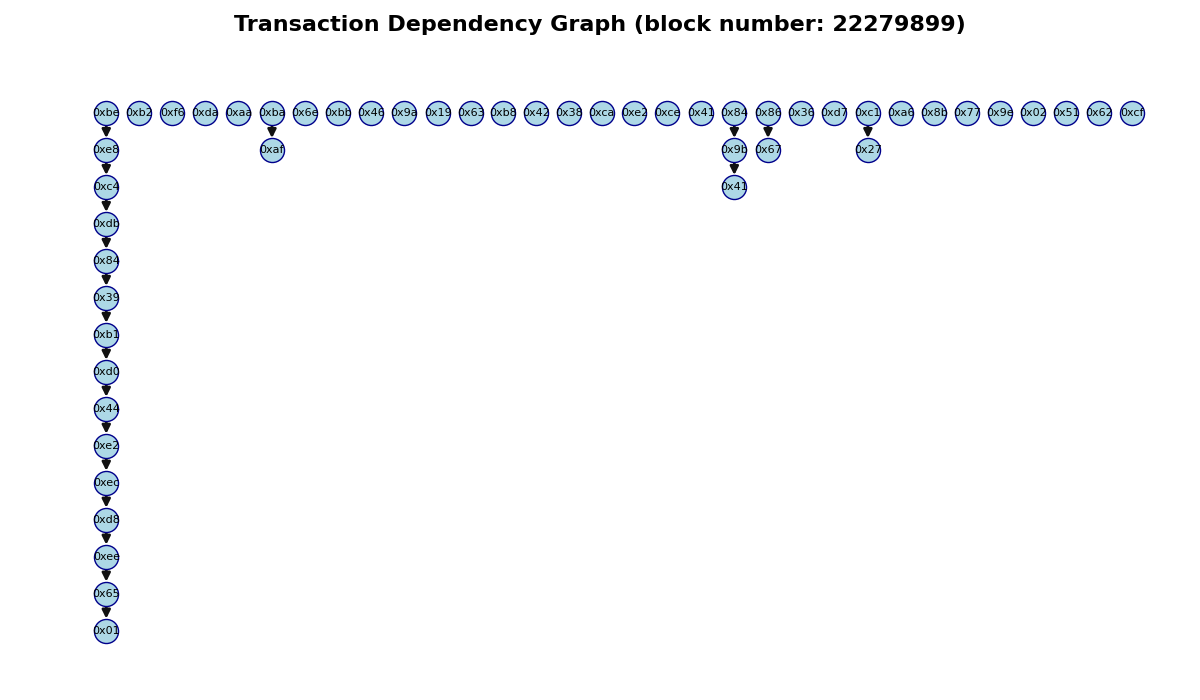 Transaction Dependency Graph (block number: 22279899)
0xbe 0xb2 0xf6 0xda 0xaa 0xba 0x6e 0xbb 0x46 0x9a 0x19 0x63 0xb8 0x42 0x38 0xca 0xe2 0xce 0x41 0x84 0x86 0x36 0xd7 0xc1 0xa6 0x8b 0x77 0x9e 0x02 0x51 0x62 0xcf
0xe8 0xaf 0x9b 0x67 0x27
0xc4 0x41
0xdb
0x84
0x39
0xb1
0xd0
0x44
0xe2
0xec
0xd8
0xee
0x65
0x01